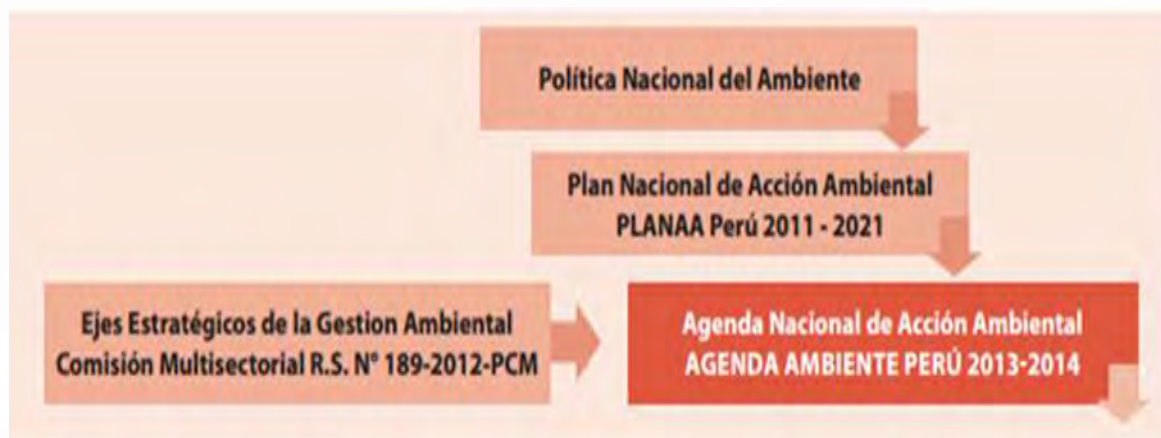 Política Nacional del Ambiente
Plan Nacional de Acción Ambiental
PLANAA Perú 2011 - 2021
Ejes Estratégicos de la Gestion Ambiental
Comisión Multisectorial R.S. N° 189-2012-PCM
Agenda Nacional de Acción Ambiental
AGENDA AMBIENTE PERÚ 2013-2014